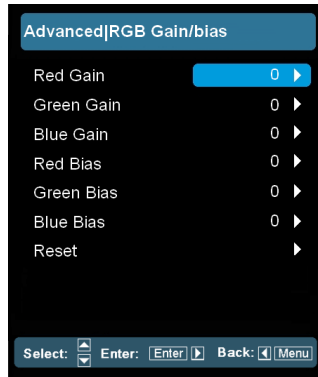 Advanced|RGB Gain/bias
Red Gain 0
Green Gain 0
Blue Gain 0
Red Bias 0
Green Bias 0
Blue Bias 0
Reset
Select: Enter: Enter Back: Menu